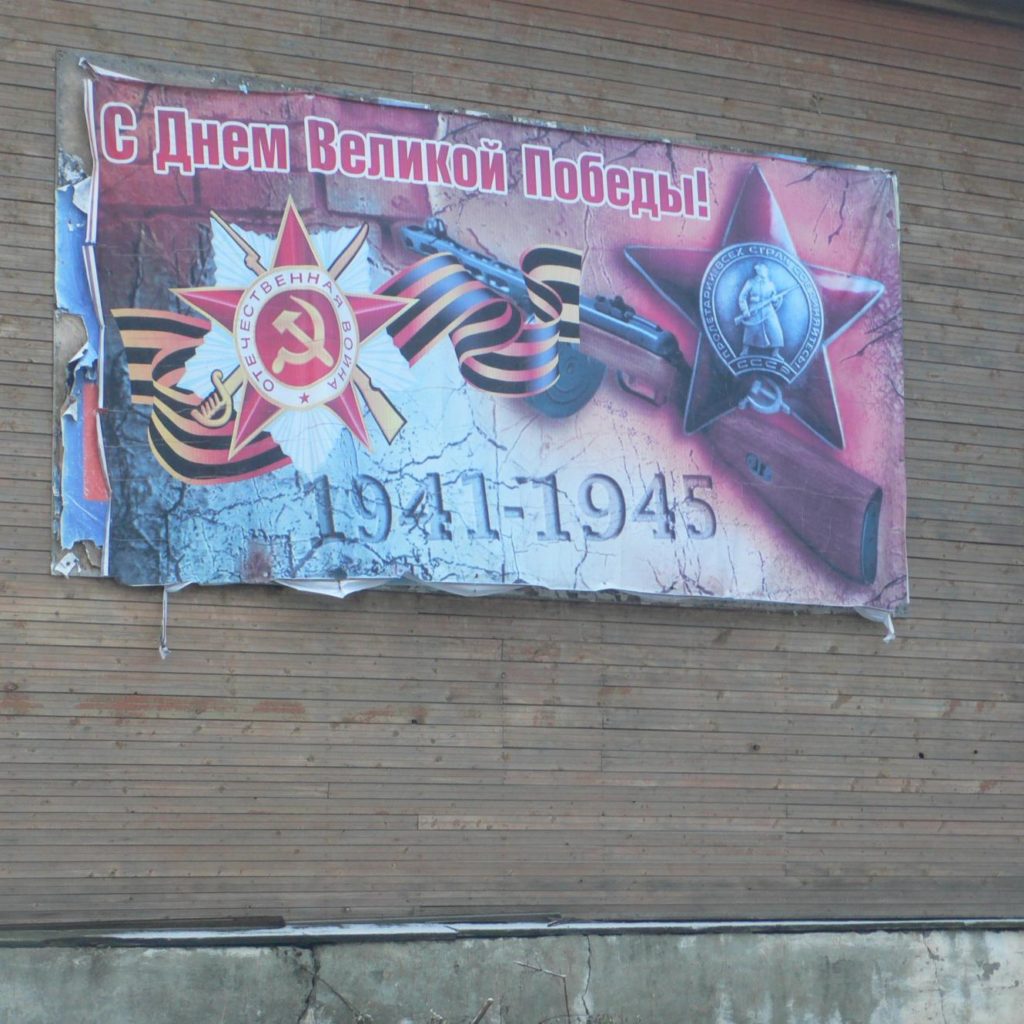 С Днем Великой Победы!
ОТЕЧЕСТВЕННАЯ ВОЙНА
ПРОЛЕТАРИИ ВСЕХ СТРАН, СОЕДИНЯЙТЕСЬ!
СССР
1941-1945